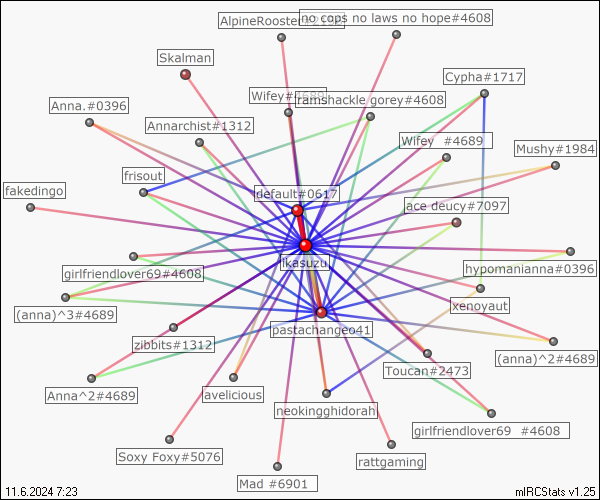 AlpineRooster
no cops no laws no hope#4608
Skalman
Cypha#1717
Wifey#4689
ramshackle gorey#4608
Anna.#0396
Annarchist#1312
Wifey  #4689
Mushy#1984
frisout
fakedingo
default#0617
ace deucy#7097
lkasuzu
girlfriendlover69#4608
hypomanianna#0396
xenoyaut
(anna)^3#4689
pastachangeo41
zibbits#1312
(anna)^2#4689
Toucan#2473
Anna^2#4689
avelicious
neokingghidorah
girlfriendlover69  #4608
Soxy Foxy#5076
rattgaming
Mad #6901
11.6.2024 7:23
mIRCStats v1.25